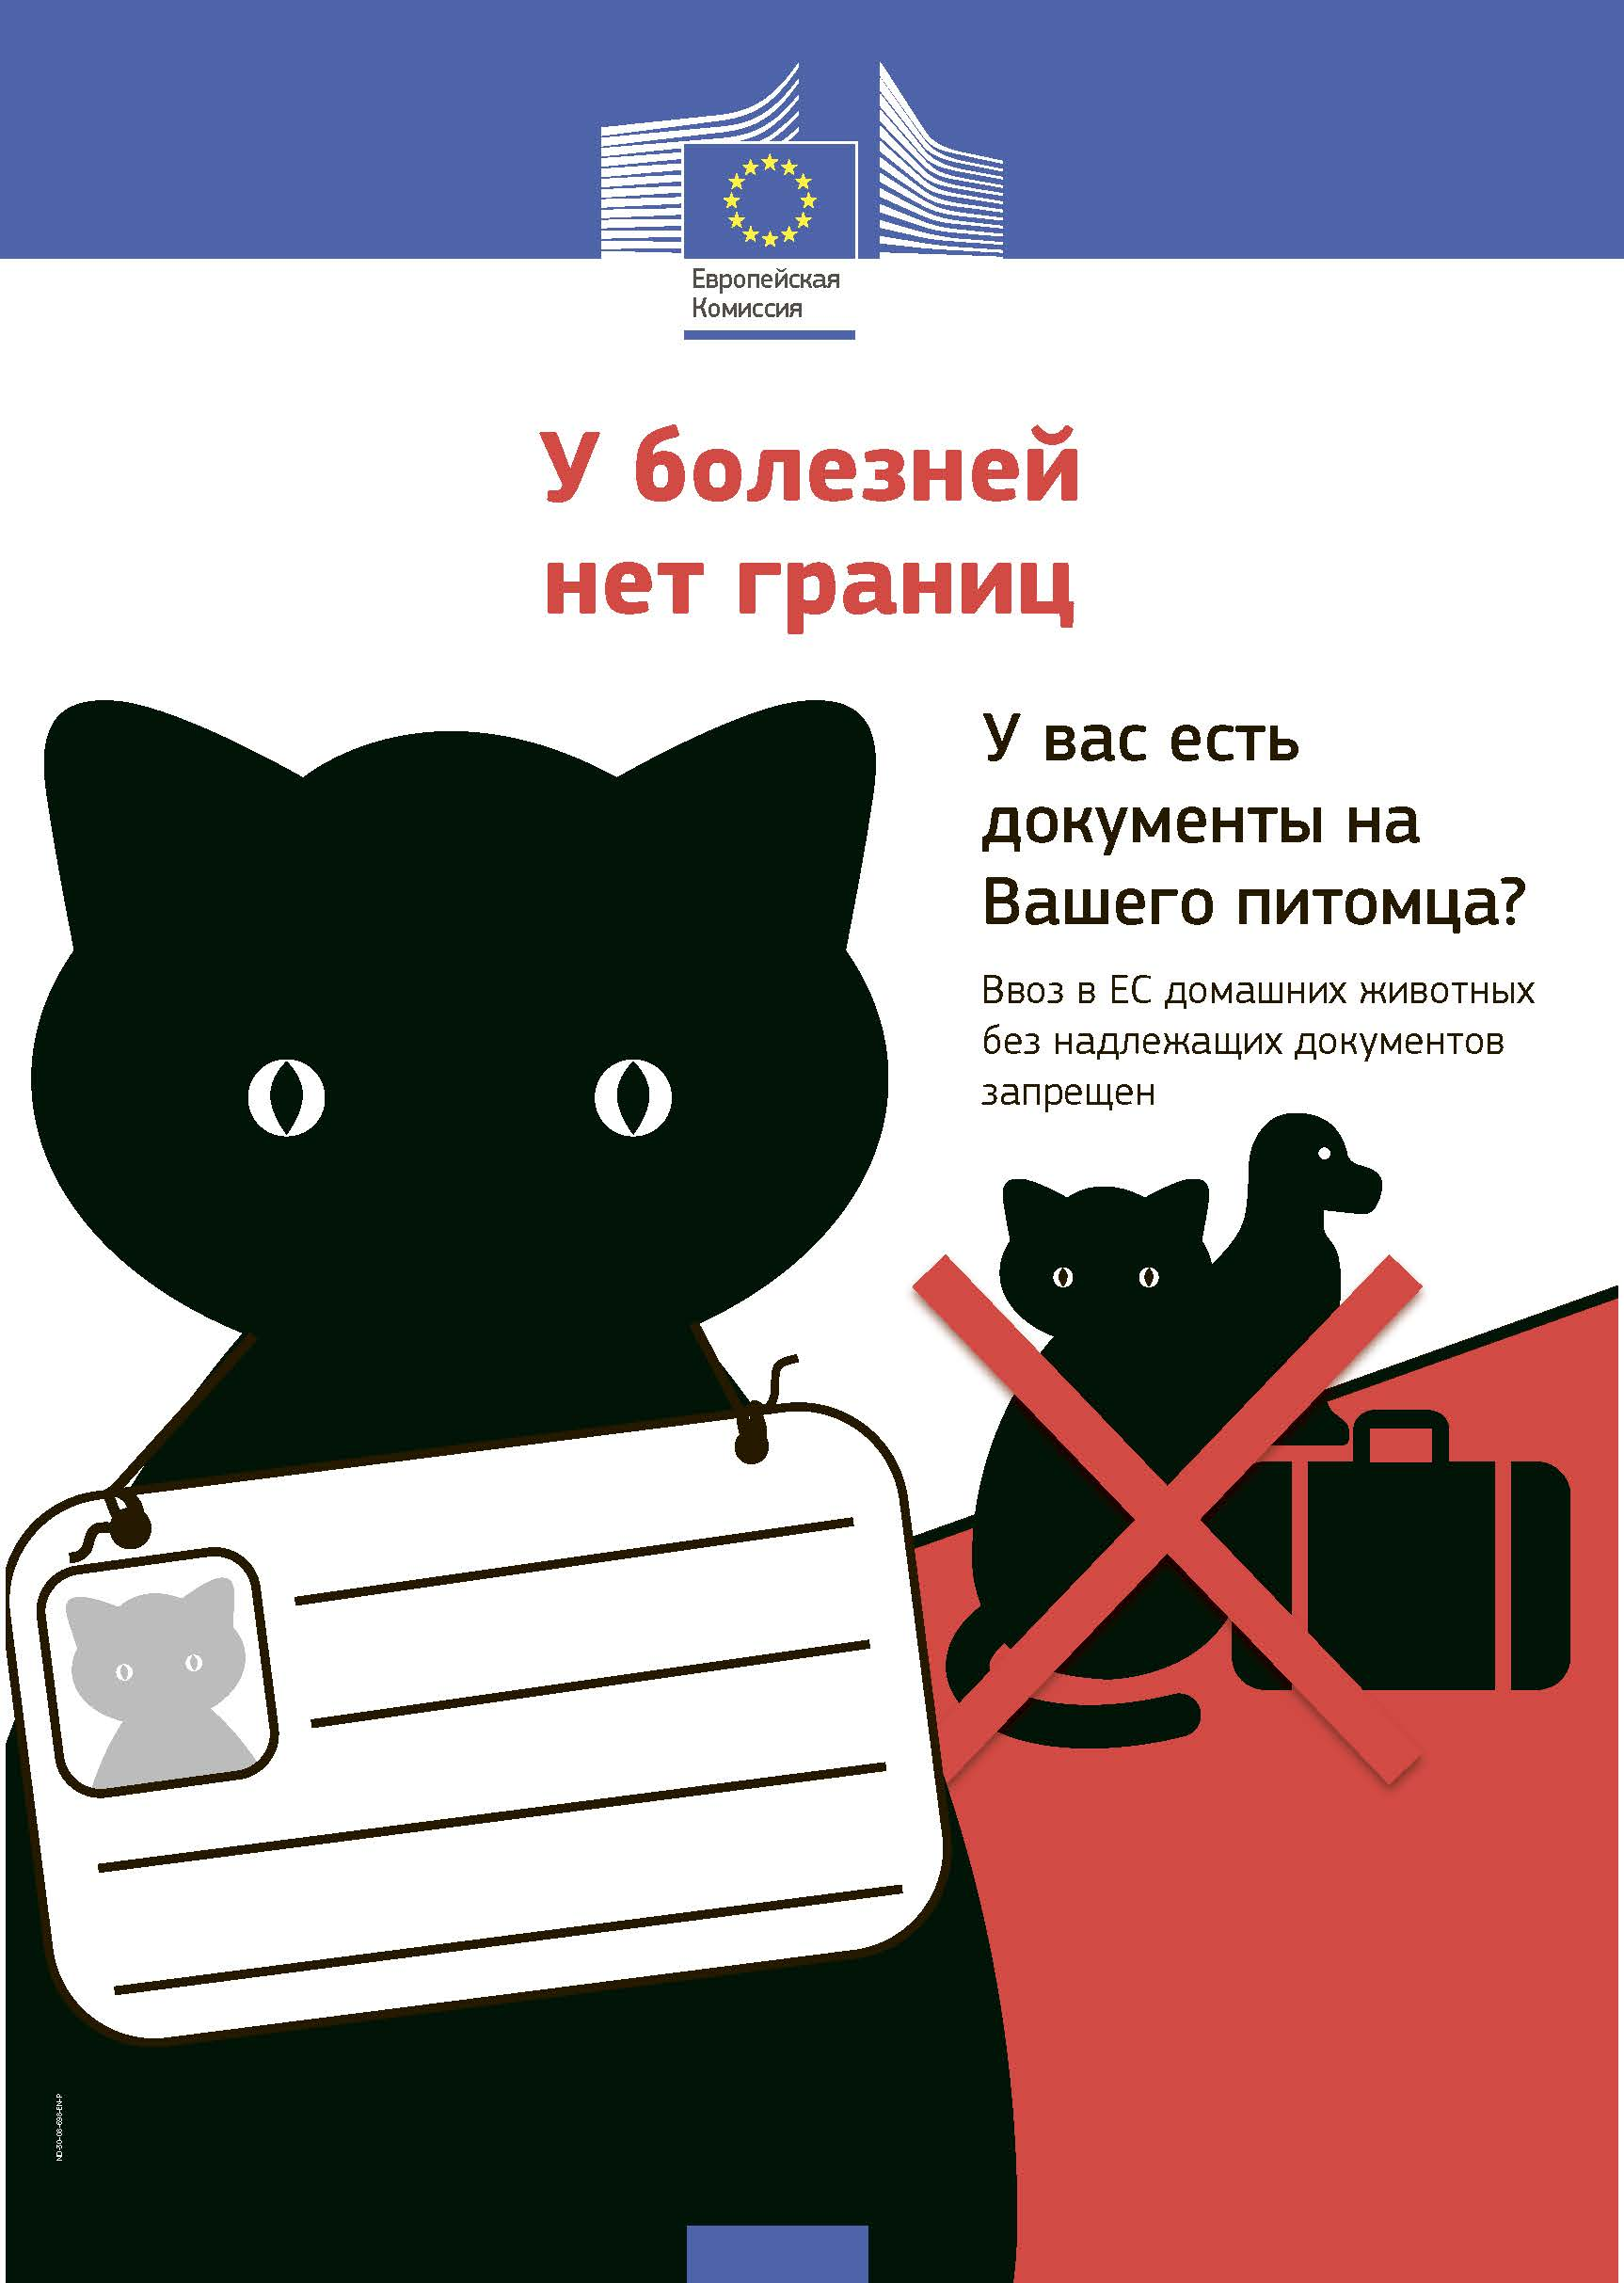 Европейская
Комиссия
У болезней
нет границ
У вас есть
документы на
Вашего питомца?
Ввоз в ЕС домашних животных
без надлежащих документов
запрещен